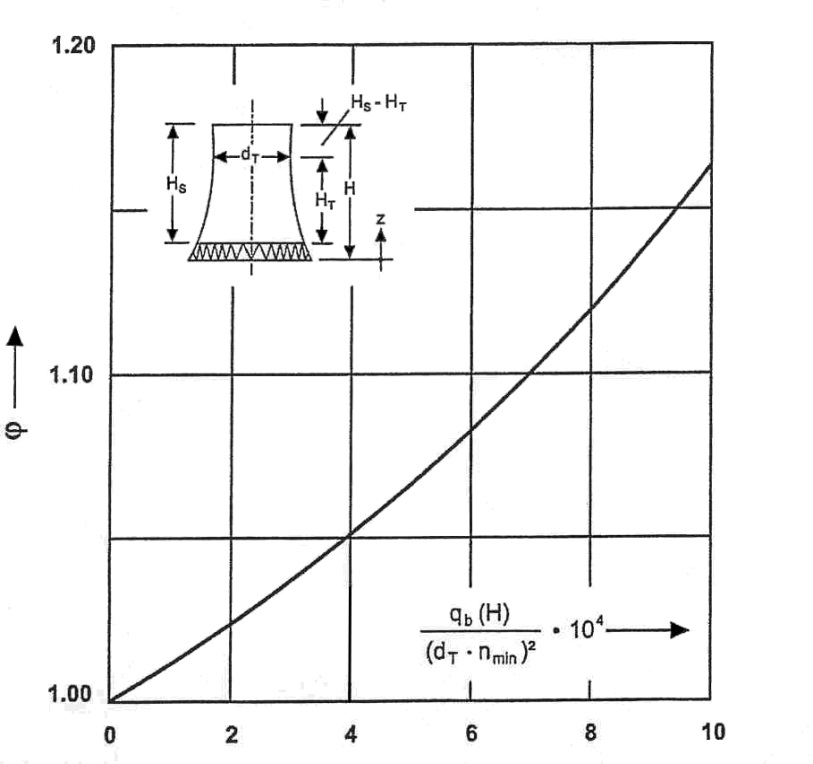 1.20
H_S - H_T
d_T
H_S
H_T
H
z
1.10
φ
q_b (H)
(d_T · n_min)²
· 10⁴
1.00
0 2 4 6 8 10